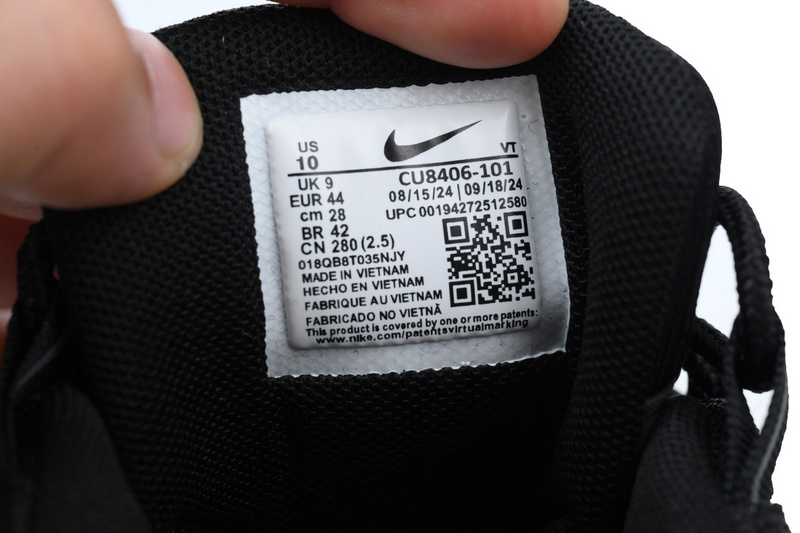 US
10
VT
UK 9
EUR 44
cm 28
BR 42
CN 280 (2.5)
018QB8T035NJY
CU8406-101
08/15/24 | 09/18/24
UPC 00194272512580
MADE IN VIETNAM
HECHO EN VIETNAM
FABRIQUE AU VIETNAM
FABRICADO NO VIETNÃ
This product is covered by one or more patents:
www.nike.com/patentsvirtualmarking